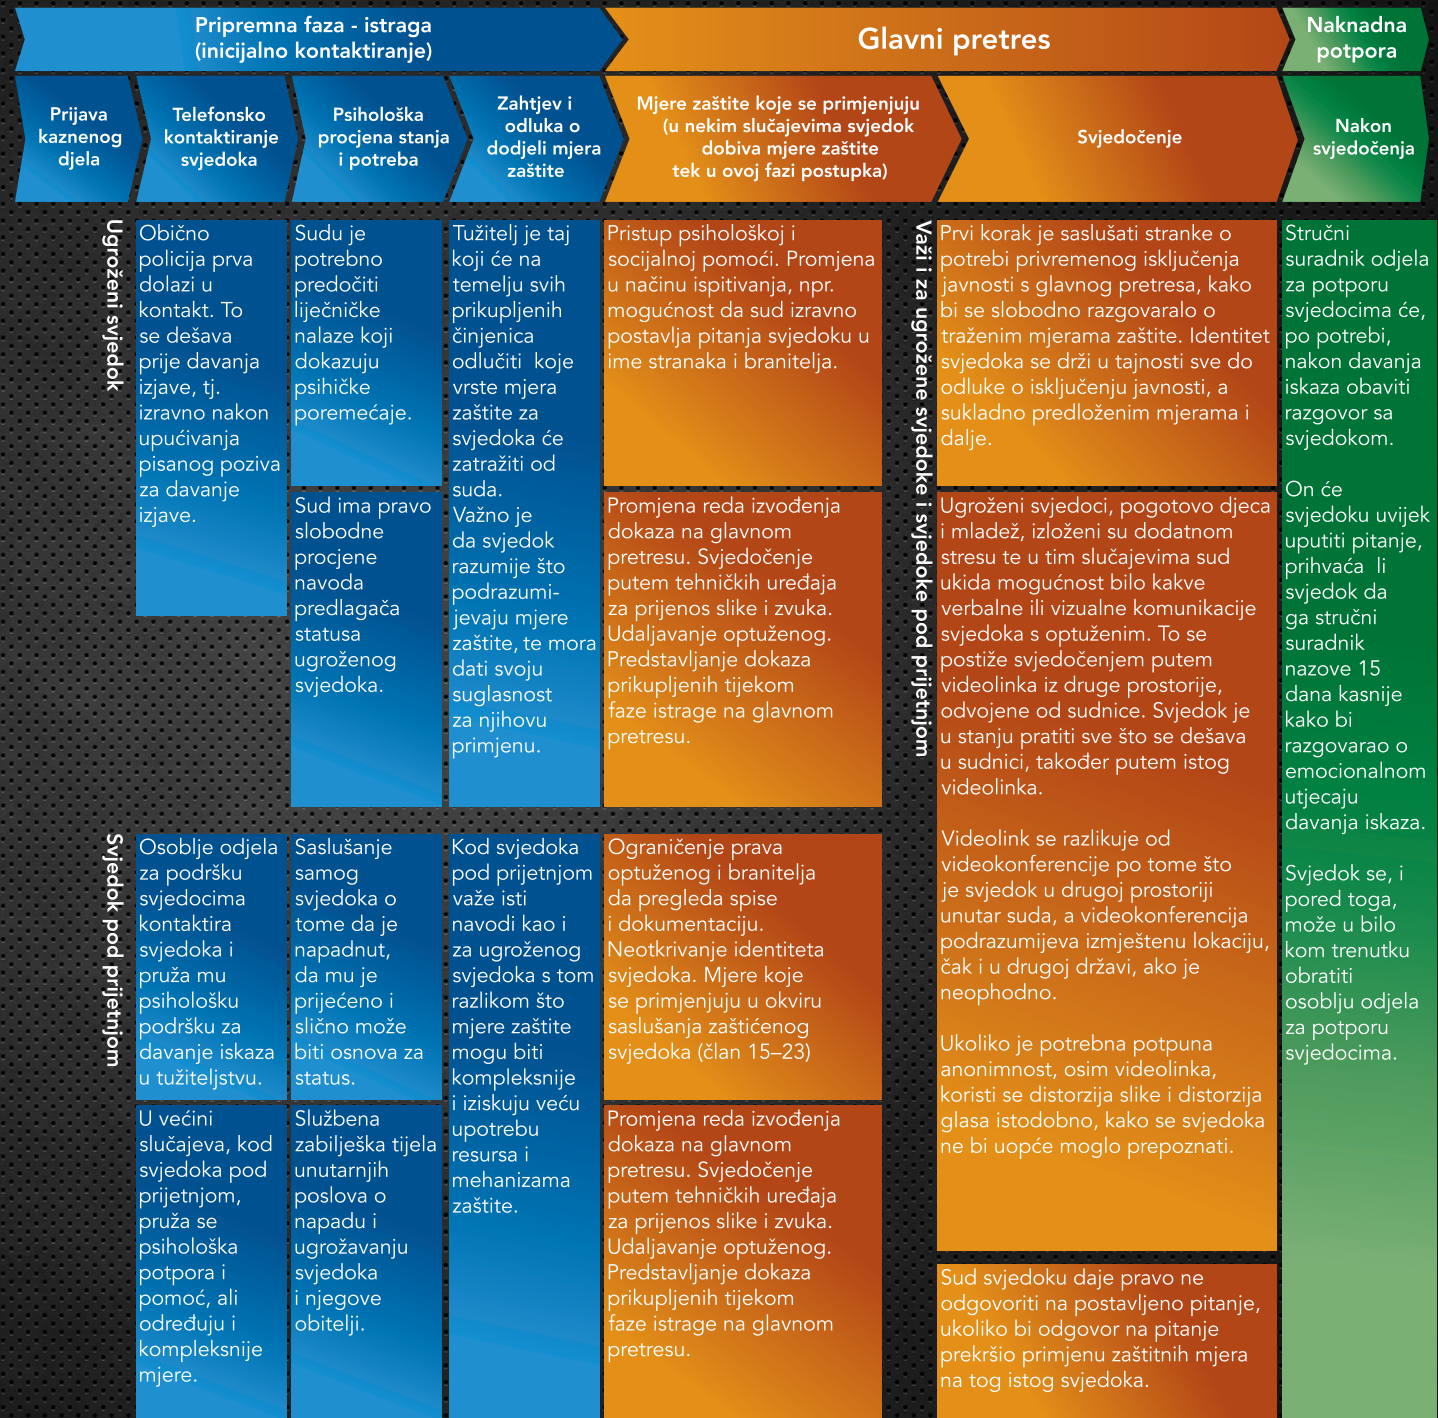 Pripremna faza - istraga
(inicijalno kontaktiranje)
Glavni pretres
Naknadna
potpora
Prijava
kaznenog
djela
Telefonsko
kontaktiranje
svjedoka
Psihološka
procjena stanja
i potreba
Zahtjev i
odluka o
dodjeli mjera
zaštite
Mjere zaštite koje se primjenjuju
(u nekim slučajevima svjedok
dobiva mjere zaštite
tek u ovoj fazi postupka)
Svjedočenje
Nakon
svjedočenja
Ugroženi svjedok
Obično
policija prva
dolazi u
kontakt. To
se dešava
prije davanja
izjave, tj.
izravno nakon
upućivanja
pisanog poziva
za davanje
izjave.
Sudu je
potrebno
predočiti
liječničke
nalaze koji
dokazuju
psihičke
poremećaje.
Sud ima pravo
slobodne
procjene
navoda
predlagača
statusa
ugroženog
svjedoka.
Tužitelj je taj
koji će na
temelju svih
prikupljenih
činjenica
odlučiti  koje
vrste mjera
zaštite za
svjedoka će
zatražiti od
suda.
Važno je
da svjedok
razumije što
podrazumi-
jevaju mjere
zaštite, te mora
dati svoju
suglasnost
za njihovu
primjenu.
Pristup psihološkoj i
socijalnoj pomoći. Promjena
u načinu ispitivanja, npr.
mogućnost da sud izravno
postavlja pitanja svjedoku u
ime stranaka i branitelja.
Promjena reda izvođenja
dokaza na glavnom
pretresu. Svjedočenje
putem tehničkih uređaja
za prijenos slike i zvuka.
Udaljavanje optuženog.
Predstavljanje dokaza
prikupljenih tijekom
faze istrage na glavnom
pretresu.
Svjedok pod prijetnjom
Osoblje odjela
za podršku
svjedocima
kontaktira
svjedoka i
pruža mu
psihološku
podršku za
davanje iskaza
u tužiteljstvu.
U većini
slučajeva, kod
svjedoka pod
prijetnjom,
pruža se
psihološka
potpora i
pomoć, ali
određuju i
kompleksnije
mjere.
Saslušanje
samog
svjedoka o
tome da je
napadnut,
da mu je
prijećeno i
slično može
biti osnova za
status.
Službena
zabilješka tijela
unutarnjih
poslova o
napadu i
ugrožavanju
svjedoka
i njegove
obitelji.
Kod svjedoka
pod prijetnjom
važe isti
navodi kao i
za ugroženog
svjedoka s tom
razlikom što
mjere zaštite
mogu biti
kompleksnije
i iziskuju veću
upotrebu
resursa i
mehanizama
zaštite.
Ograničenje prava
optuženog i branitelja
da pregleda spise
i dokumentaciju.
Neotkrivanje identiteta
svjedoka. Mjere koje
se primjenjuju u okviru
saslušanja zaštićenog
svjedoka (član 15–23)
Promjena reda izvođenja
dokaza na glavnom
pretresu. Svjedočenje
putem tehničkih uređaja
za prijenos slike i zvuka.
Udaljavanje optuženog.
Predstavljanje dokaza
prikupljenih tijekom
faze istrage na glavnom
pretresu.
Važi i za ugrožene svjedoke i svjedoke pod prijetnjom
Prvi korak je saslušati stranke o
potrebi privremenog isključenja
javnosti s glavnog pretresa, kako
bi se slobodno razgovaralo o
traženim mjerama zaštite. Identitet
svjedoka se drži u tajnosti sve do
odluke o isključenju javnosti, a
sukladno predloženim mjerama i
dalje.
Ugroženi svjedoci, pogotovo djeca
i mladež, izloženi su dodatnom
stresu te u tim slučajevima sud
ukida mogućnost bilo kakve
verbalne ili vizualne komunikacije
svjedoka s optuženim. To se
postiže svjedočenjem putem
videolinka iz druge prostorije,
odvojene od sudnice. Svjedok je
u stanju pratiti sve što se dešava
u sudnici, također putem istog
videolinka.
Videolink se razlikuje od
videokonferencije po tome što
je svjedok u drugoj prostoriji
unutar suda, a videokonferencija
podrazumijeva izmještenu lokaciju,
čak i u drugoj državi, ako je
neophodno.
Ukoliko je potrebna potpuna
anonimnost, osim videolinka,
koristi se distorzija slike i distorzija
glasa istodobno, kako se svjedoka
ne bi uopće moglo prepoznati.
Sud svjedoku daje pravo ne
odgovoriti na postavljeno pitanje,
ukoliko bi odgovor na pitanje
prekršio primjenu zaštitnih mjera
na tog istog svjedoka.
Stručni
suradnik odjela
za potporu
svjedocima će,
po potrebi,
nakon davanja
iskaza obaviti
razgovor sa
svjedokom.
On će
svjedoku uvijek
uputiti pitanje,
prihvaća  li
svjedok da
ga stručni
suradnik
nazove 15
dana kasnije
kako bi
razgovarao o
emocionalnom
utjecaju
davanja iskaza.
Svjedok se, i
pored toga,
može u bilo
kom trenutku
obratiti
osoblju odjela
za potporu
svjedocima.